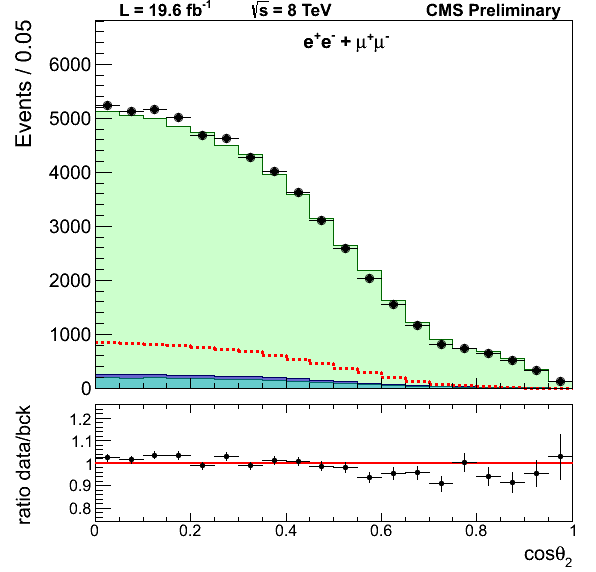 L = 19.6 fb⁻¹ √s = 8 TeV CMS Preliminary
e⁺e⁻ + μ⁺μ⁻
Events / 0.05
6000
5000
4000
3000
2000
1000
0
ratio data/bck
1.2
1.1
1
0.9
0.8
0 0.2 0.4 0.6 0.8 1
cosθ₂